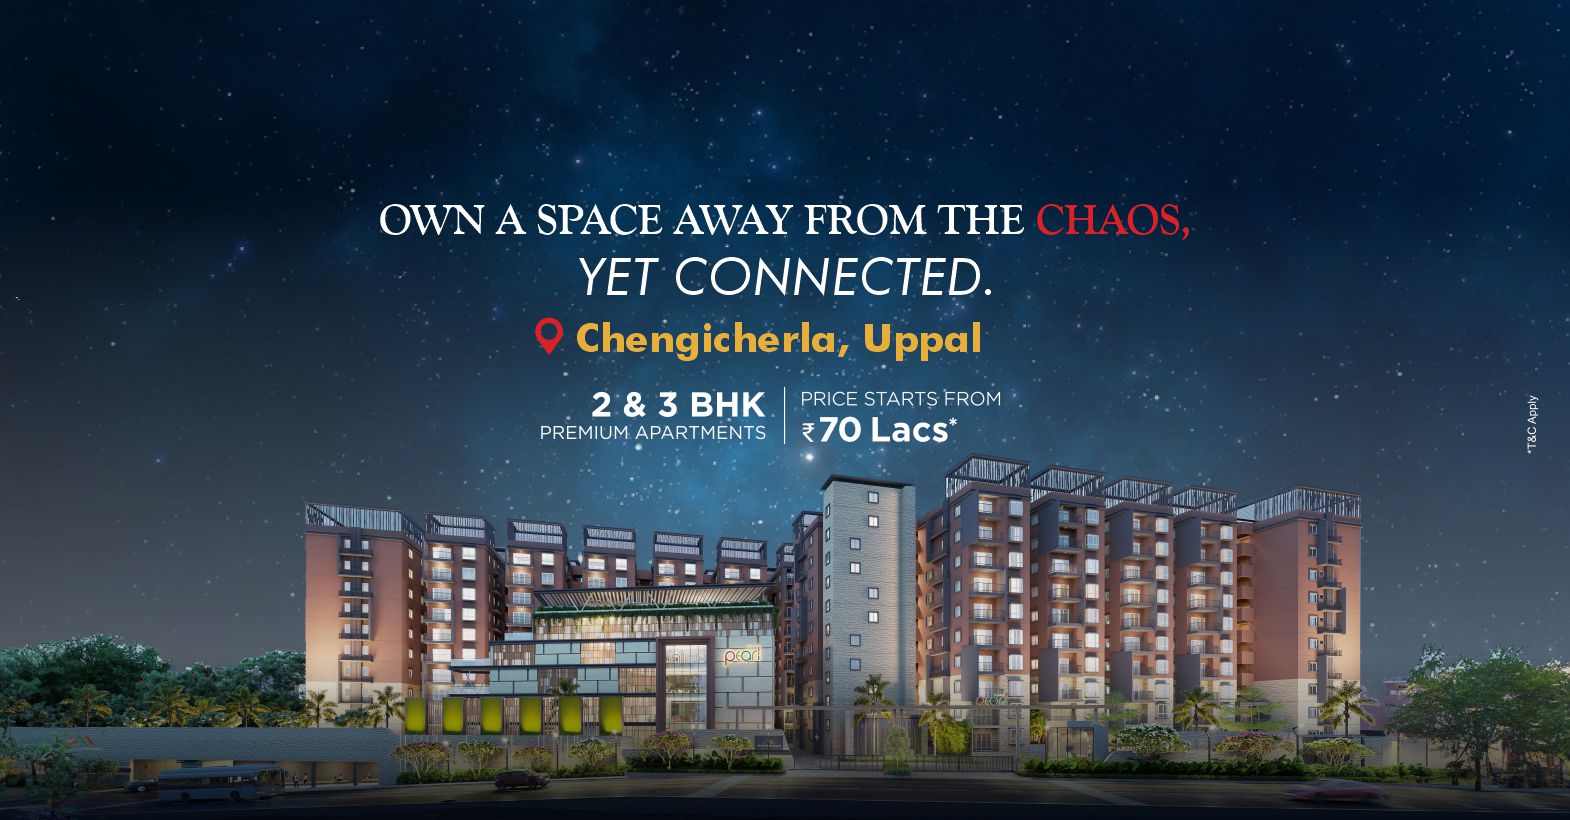 OWN A SPACE AWAY FROM THE CHAOS,
YET CONNECTED.
Chengicherla, Uppal
2 & 3 BHK
PREMIUM APARTMENTS
PRICE STARTS FROM
₹70 Lacs*
*T&C Apply
pearl
pearl